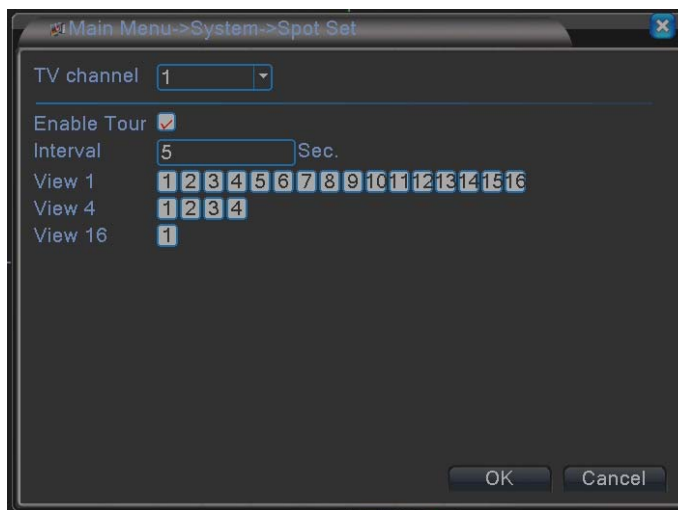 Main Menu->System->Spot Set
TV channel 1
Enable Tour
Interval 5 Sec.
View 1 1 2 3 4 5 6 7 8 9 10 11 12 13 14 15 16
View 4 1 2 3 4
View 16 1
OK Cancel